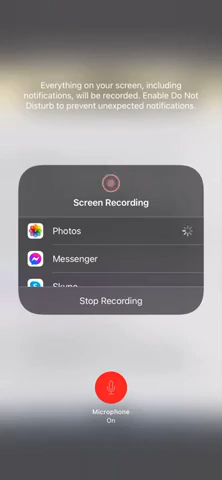 Everything on your screen, including
notifications, will be recorded. Enable Do Not
Disturb to prevent unexpected notifications.
Screen Recording
Photos
Messenger
Skype
Stop Recording
Microphone
On